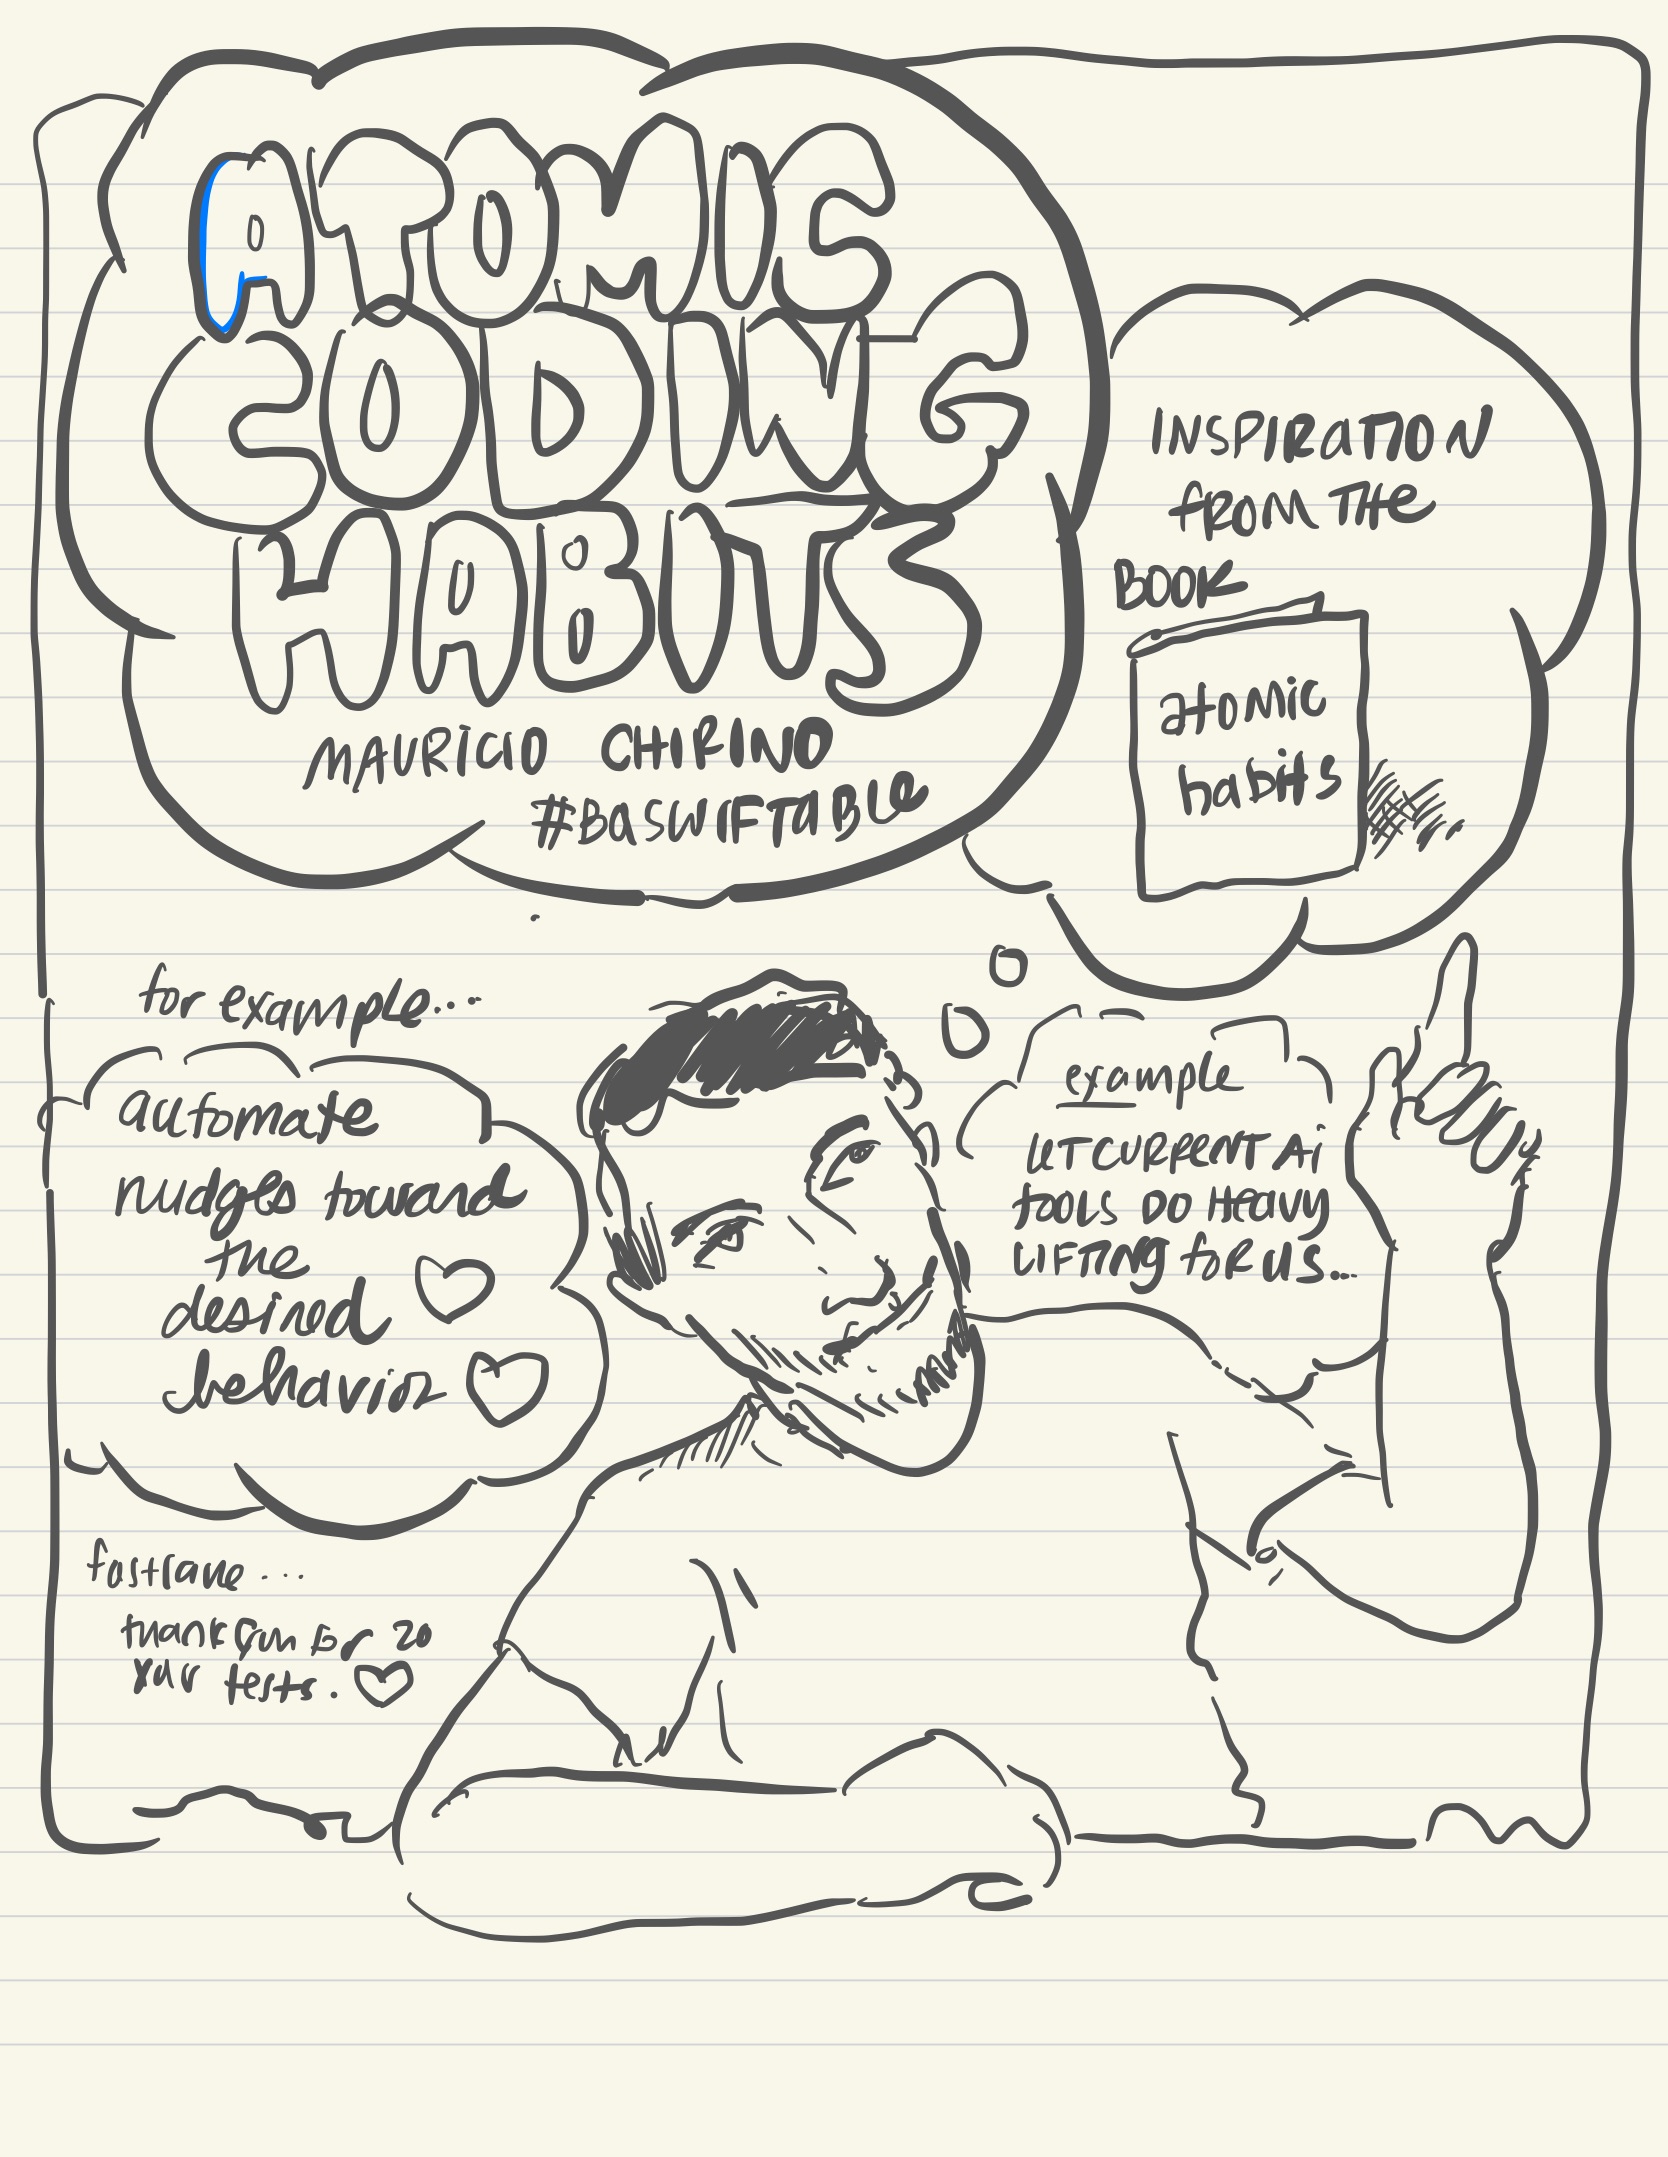 ATOMIC
CODING
HABITS
MAURICIO CHIRINO
#BASWIFTABLE
INSPIRATION
FROM THE
BOOK
atomic
habits
for example...
automate
nudges toward
the
desired
behavior
example
LET CURRENT Ai
TOOLS DO HEAVY
LIFTING for US...
fastlane...
thank you for 20
tests.